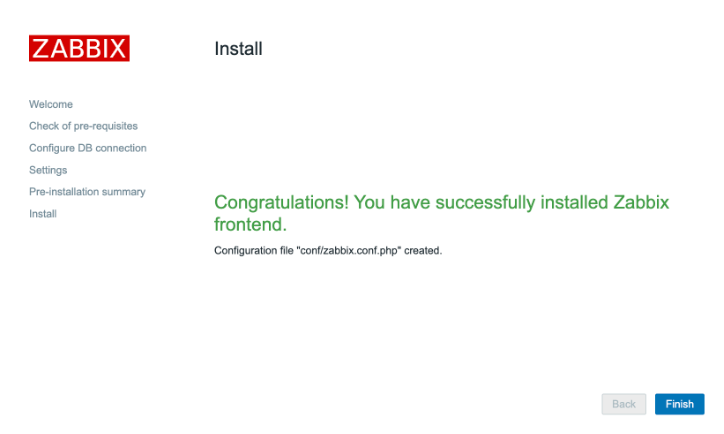 ZABBIX
Install
Welcome
Check of pre-requisites
Configure DB connection
Settings
Pre-installation summary
Install
Congratulations! You have successfully installed Zabbix
frontend.
Configuration file "conf/zabbix.conf.php" created.
Back
Finish